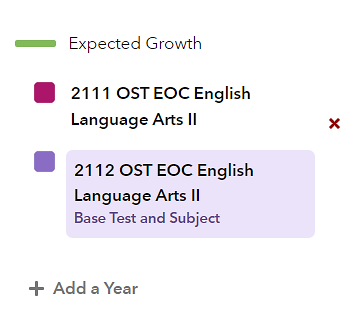 Expected Growth
2111 OST EOC English
Language Arts II
2112 OST EOC English
Language Arts II
Base Test and Subject
Add a Year